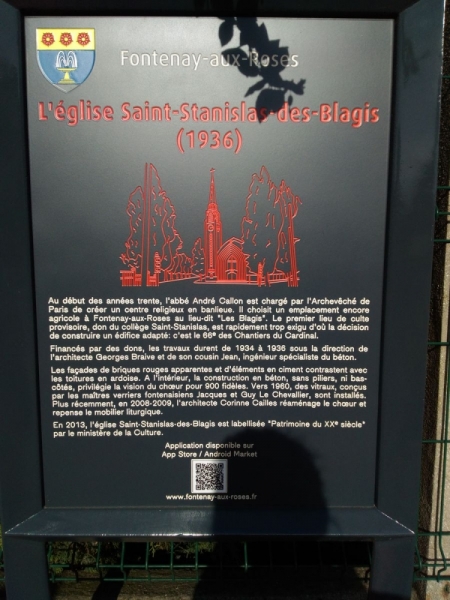 Fontenay-aux-Roses
L'église Saint-Stanislas-des-Blagis
(1936)
Au début des années trente, l'abbé André Callon est chargé par l'Archevêché de
Paris de créer un centre religieux en banlieue. Il choisit un emplacement encore
agricole à Fontenay-aux-Roses au lieu-dit "Les Blagis". Le premier lieu de culte
provisoire, don du collège Saint-Stanislas, est rapidement trop exigu d'où la décision
de construire un édifice adapté: c'est le 66e des Chantiers du Cardinal.
Financés par des dons, les travaux durent de 1934 à 1936 sous la direction de
l'architecte Georges Braive et de son cousin Jean, ingénieur spécialiste du béton.
Les façades de briques rouges apparentes et d'éléments en ciment contrastent avec
les toitures en ardoise. A l'intérieur, la construction en béton, sans piliers, ni bas-
côtés, privilégie la vision du chœur pour 900 fidèles. Vers 1960, des vitraux, conçus
par les maîtres verriers fontenaisiens Jacques et Guy Le Chevallier, sont installés.
Plus récemment, en 2008-2009, l'architecte Corinne Cailles réaménage le chœur et
repense le mobilier liturgique.
En 2013, l'église Saint-Stanislas-des-Blagis est labellisée "Patrimoine du XXe siècle"
par le ministère de la Culture.
Application disponible sur
App Store / Android Market
www.fontenay-aux-roses.fr